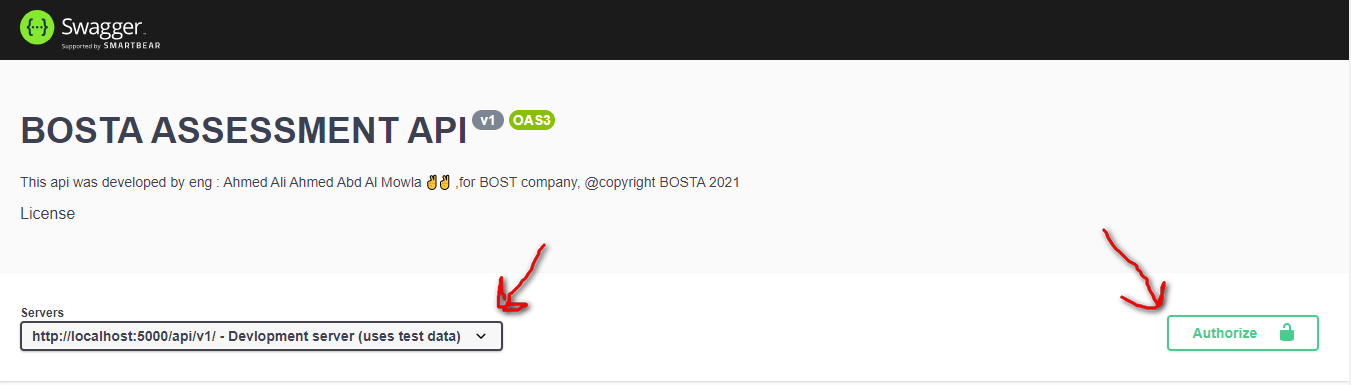 Swagger
Supported by SMARTBEAR
BOSTA ASSESSMENT API v1 OAS3
This api was developed by eng : Ahmed Ali Ahmed Abd Al Mowla ✌✌ ,for BOST company, @copyright BOSTA 2021
License
Servers
http://localhost:5000/api/v1/ - Devlopment server (uses test data)
Authorize